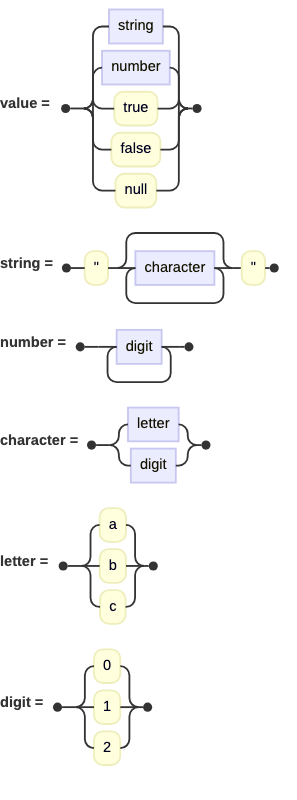 string
number
value =
true
false
null
string =
"
character
"
number =
digit
letter
character =
digit
a
letter =
b
c
0
digit =
1
2